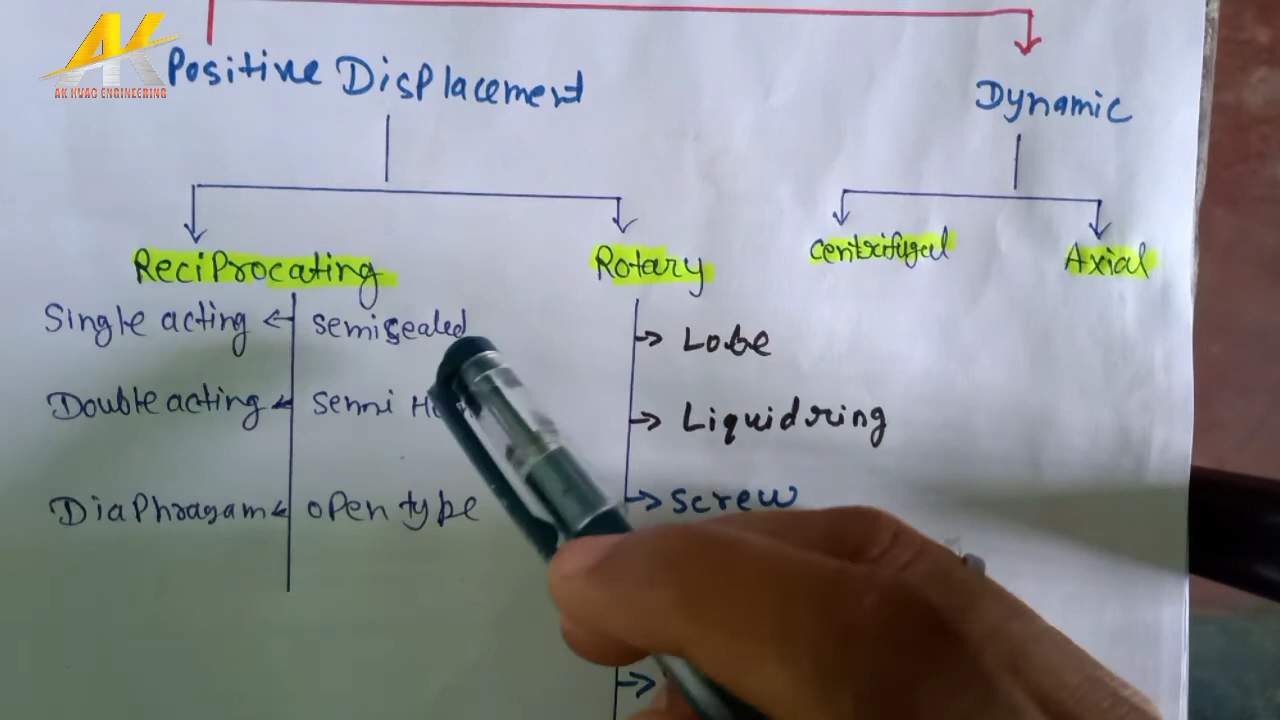 AK
AK HVAC ENGINEERING
Positive Displacement
Dynamic
Reciprocating
Rotary
Centrifugal
Axial
Single acting
Semisealed
Lobe
Double acting
Semi
Liquidring
Diaphragam
open type
Screw